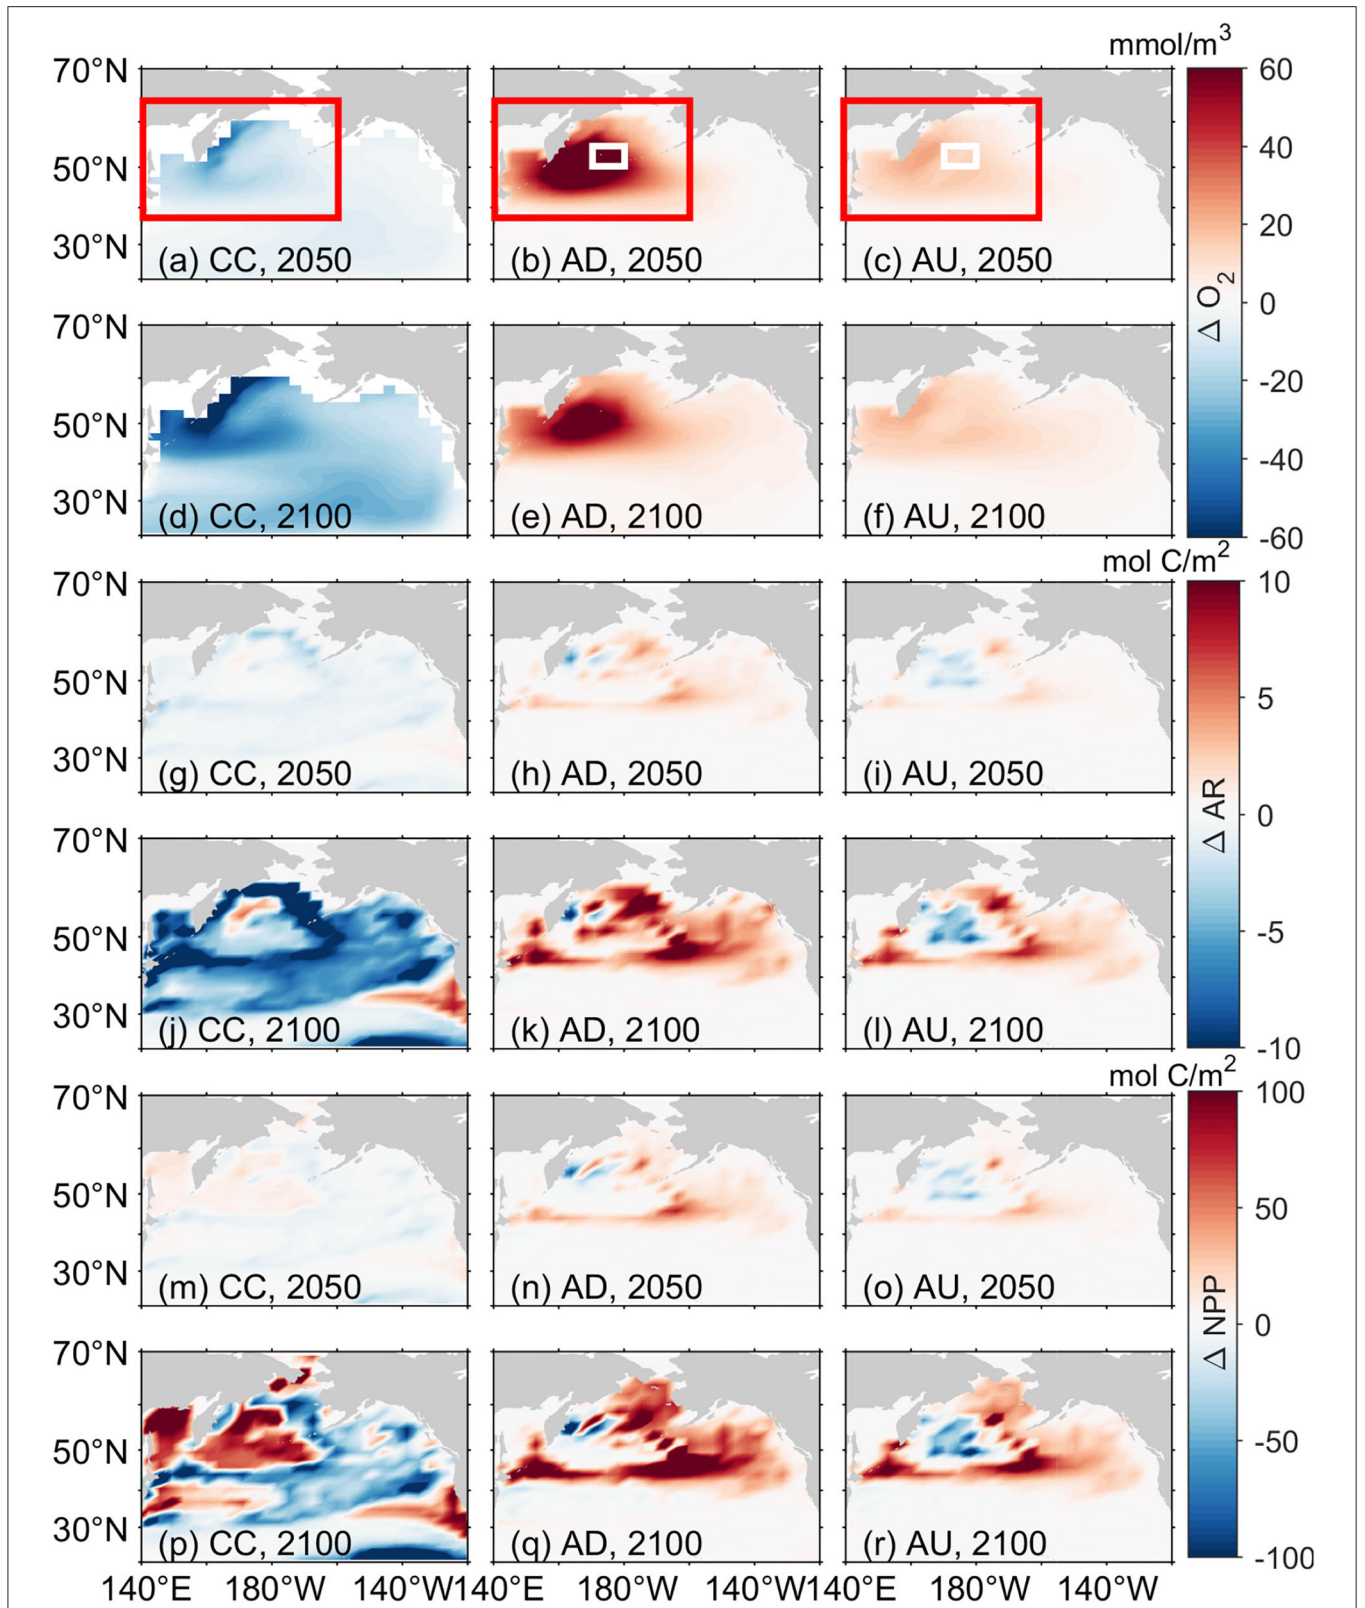 mmol/m3
70°N
50°N
30°N
(a) CC, 2050
(b) AD, 2050
(c) AU, 2050
60
40
20
0
-20
-40
-60
Δ O2
70°N
50°N
30°N
(d) CC, 2100
(e) AD, 2100
(f) AU, 2100
mol C/m2
70°N
50°N
30°N
(g) CC, 2050
(h) AD, 2050
(i) AU, 2050
10
5
0
-5
-10
Δ AR
70°N
50°N
30°N
(j) CC, 2100
(k) AD, 2100
(l) AU, 2100
mol C/m2
70°N
50°N
30°N
(m) CC, 2050
(n) AD, 2050
(o) AU, 2050
100
50
0
-50
-100
Δ NPP
70°N
50°N
30°N
(p) CC, 2100
(q) AD, 2100
(r) AU, 2100
140°E 180°W 140°W140°E 180°W 140°W140°E 180°W 140°W